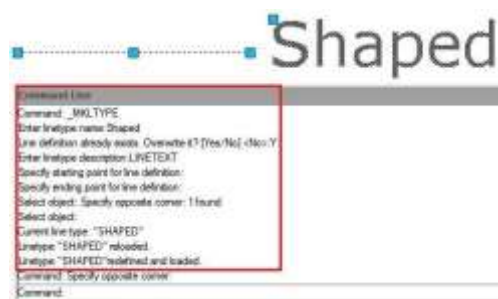 Shaped
Command Line
Command: _MKLTYPE
Enter linetype name: Shaped
Line definition already exists. Overwrite it? [Yes/No] <No>:Y
Enter linetype description:LINETEXT
Specify starting point for line definition:
Specify ending point for line definition:
Select object: Specify opposite corner: 1 found
Select object:
Current line type: "SHAPED"
Linetype "SHAPED" reloaded.
Linetype "SHAPED"redefined and loaded.
Command: Specify opposite corner:
Command: